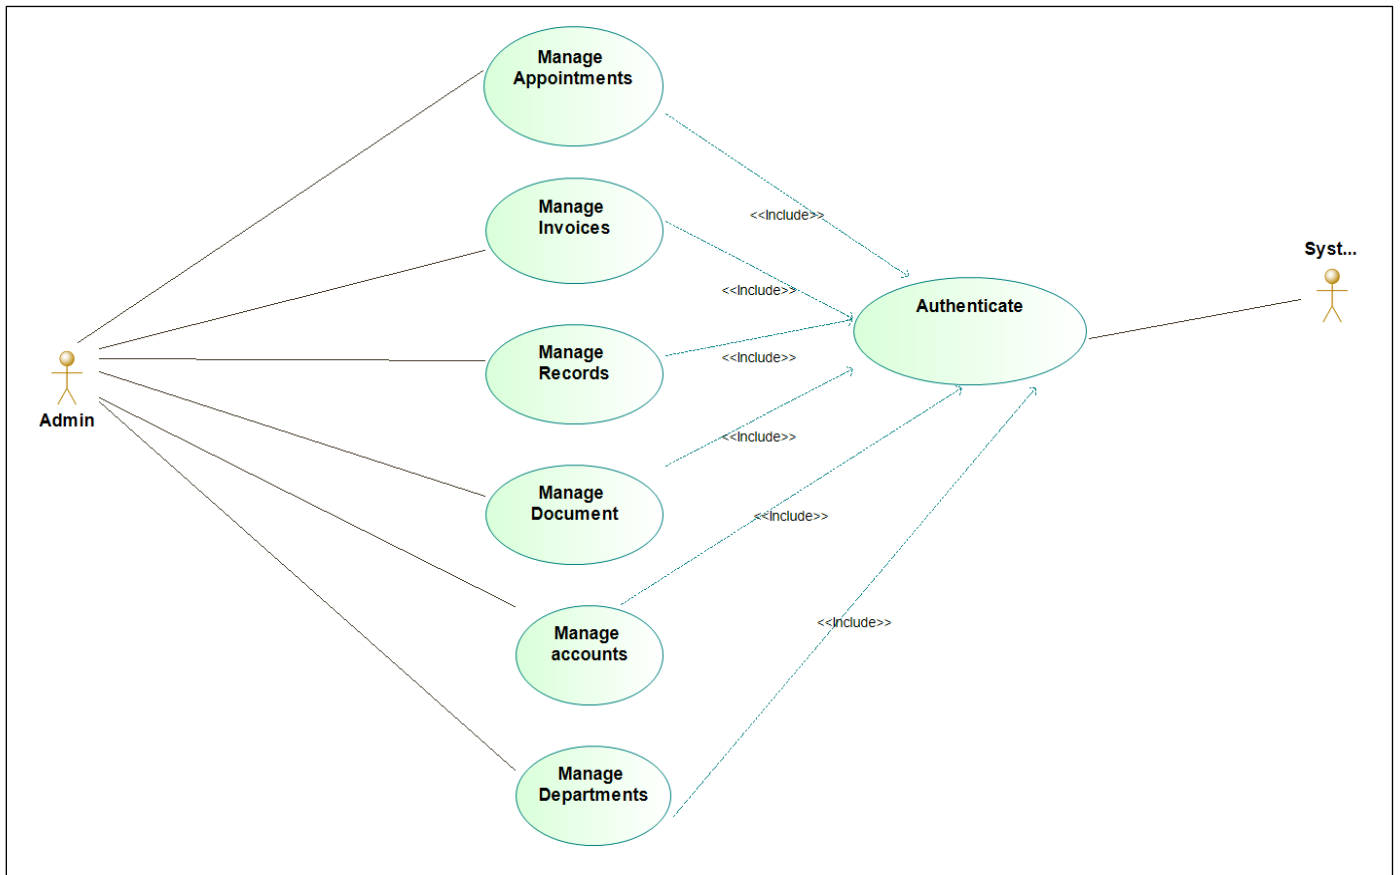 Manage
Appointments
<<Include>>
Manage
Invoices
<<Include>>
Syst...
Authenticate
Manage
Records
<<Include>>
Admin
<<Include>>
Manage
Document
<<Include>>
Manage
accounts
<<Include>>
Manage
Departments